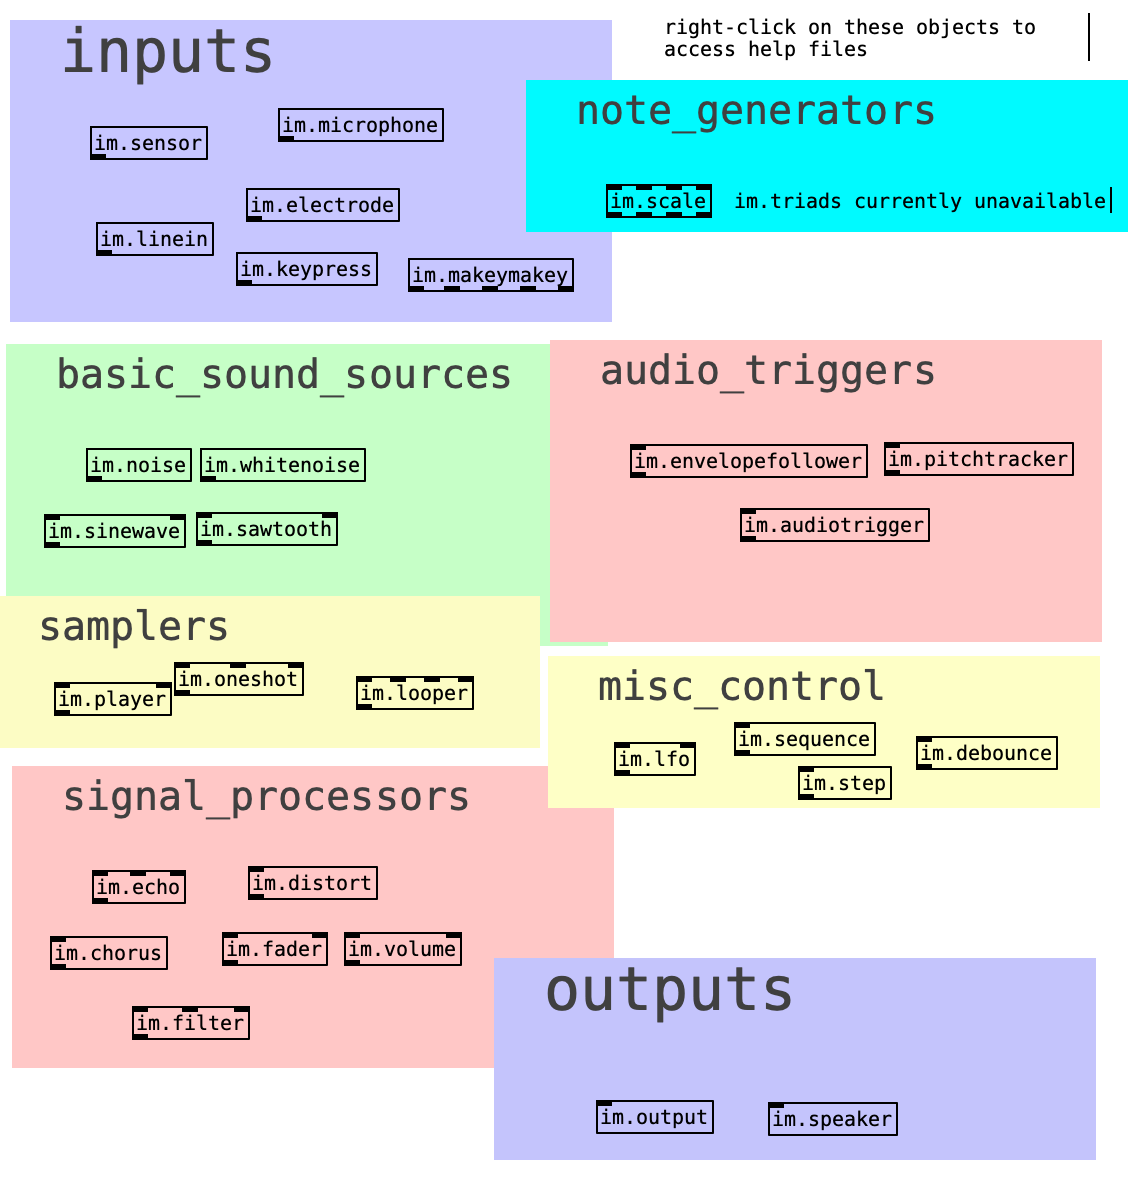 inputs
right-click on these objects to
access help files
im.microphone
im.sensor
im.electrode
im.linein
im.keypress
im.makeymakey
note_generators
im.scale
im.triads currently unavailable
basic_sound_sources
im.noise
im.whitenoise
im.sinewave
im.sawtooth
audio_triggers
im.envelopefollower
im.pitchtracker
im.audiotrigger
samplers
im.player
im.oneshot
im.looper
misc_control
im.lfo
im.sequence
im.step
im.debounce
signal_processors
im.echo
im.distort
im.chorus
im.fader
im.volume
im.filter
outputs
im.output
im.speaker